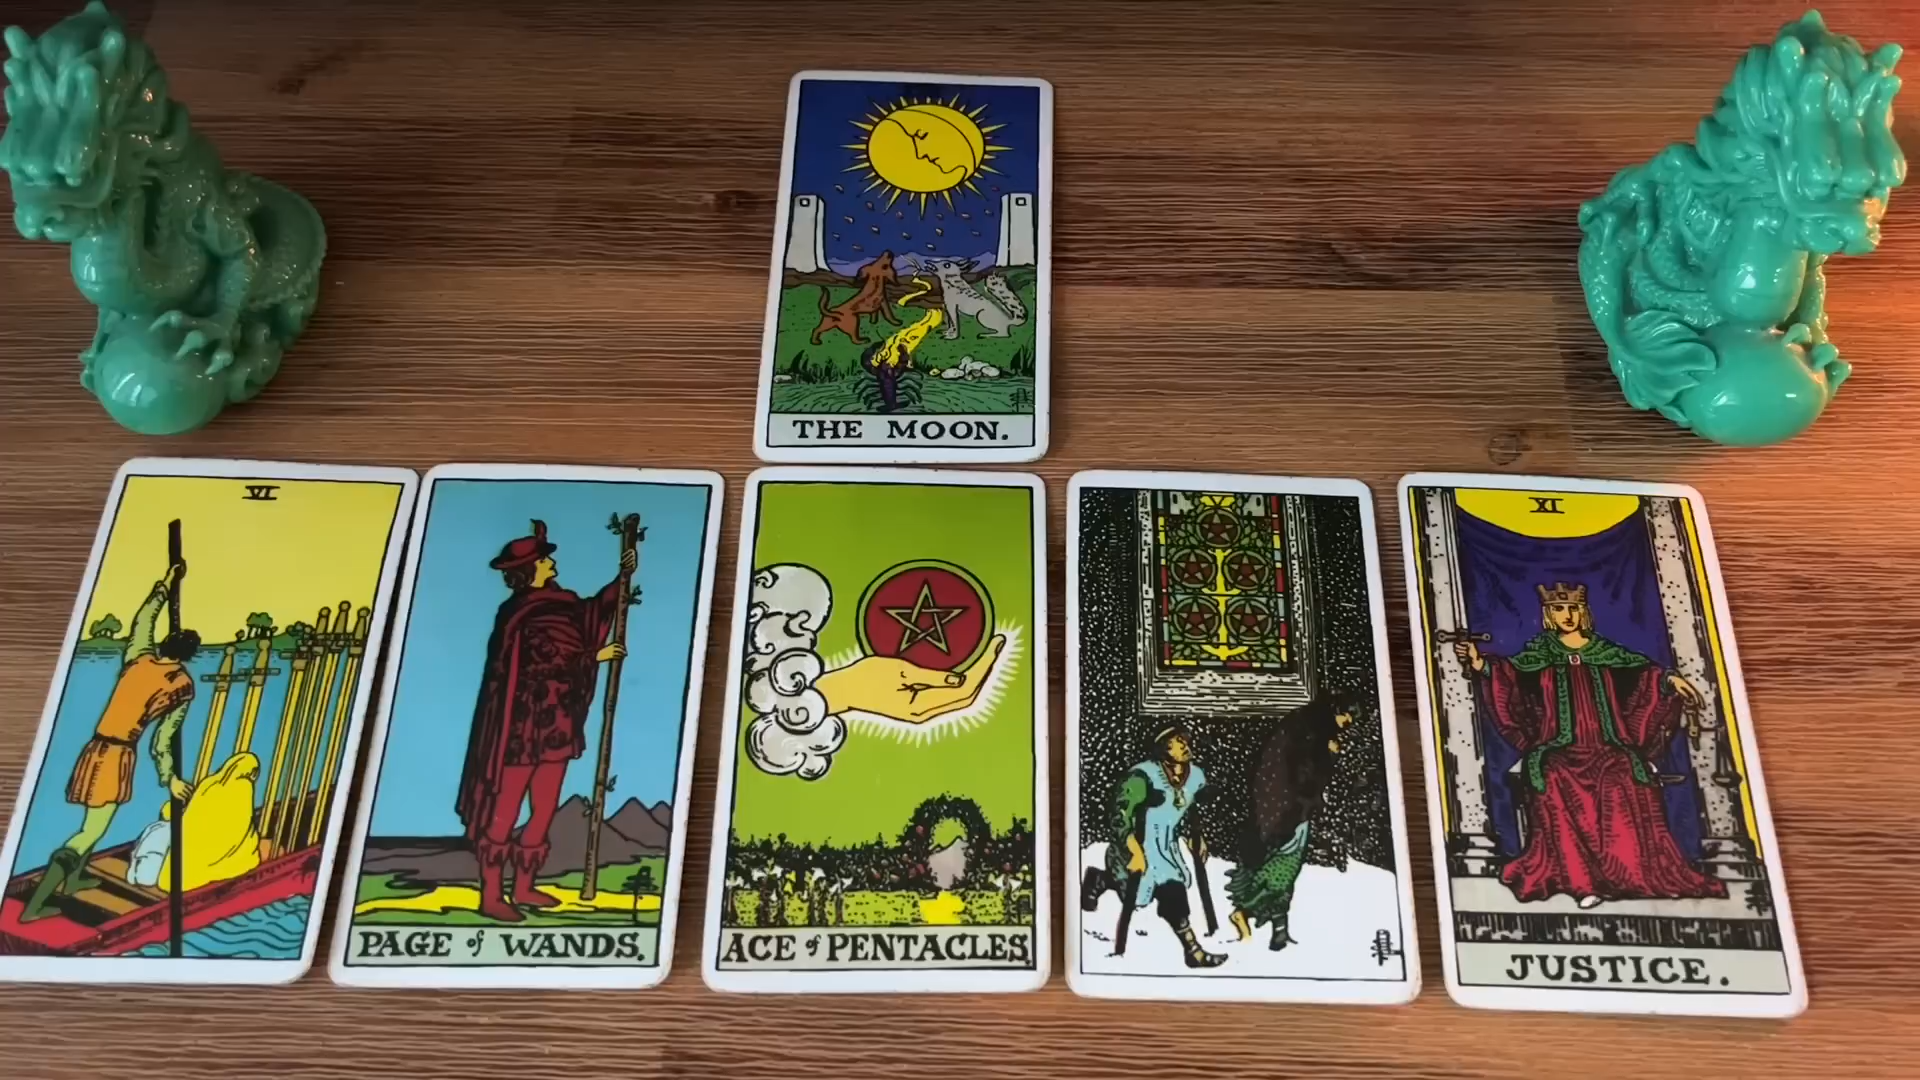 THE MOON.
VI
PAGE of WANDS.
ACE of PENTACLES
XI
JUSTICE.